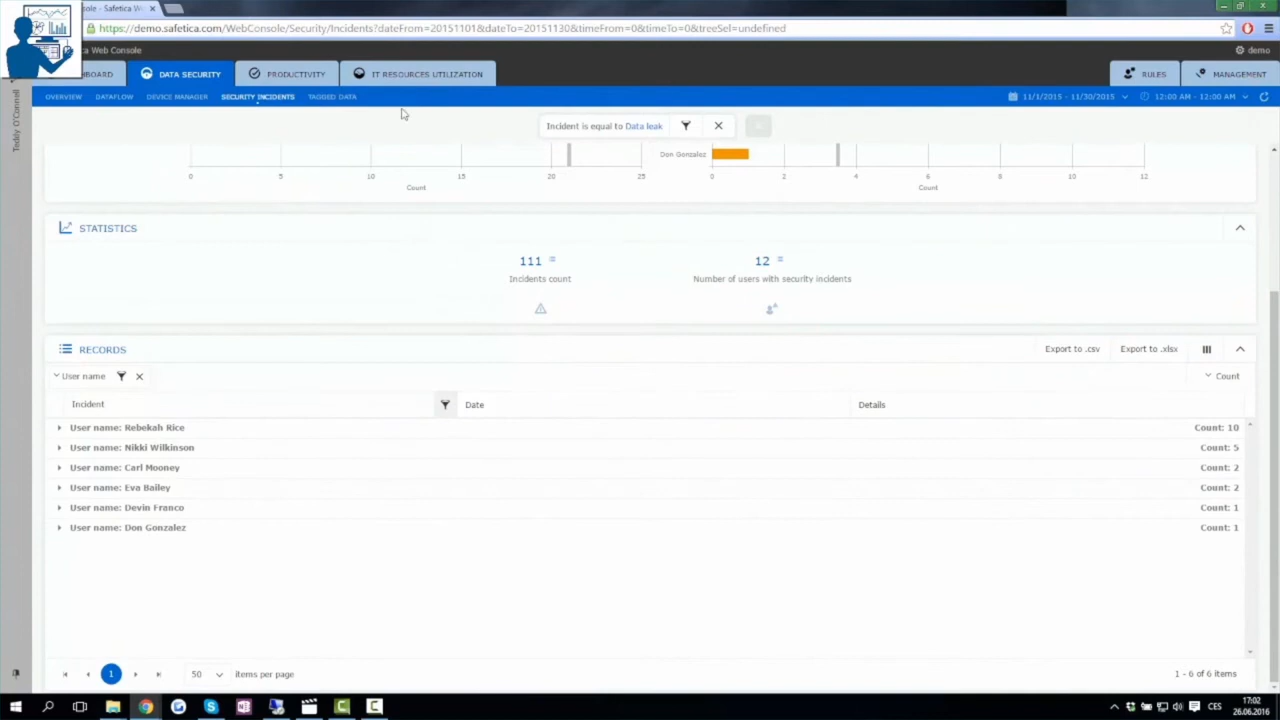 - Console - Safetica W
https://demo.safetica.com/WebConsole/Security/Incidents?dateFrom=20151101&dateTo=20151130&timeFrom=0&timeTo=0&treeSel=undefined
ca Web Console
demo
BOARD
DATA SECURITY
PRODUCTIVITY
IT RESOURCES UTILIZATION
RULES
MANAGEMENT
OVERVIEW
DATAFLOW
DEVICE MANAGER
SECURITY INCIDENTS
TAGGED DATA
11/1/2015 - 11/30/2015
12:00 AM - 12:00 AM
Teddy O'Connell
Incident is equal to Data leak
Don Gonzalez
0 5 10 15 20 25
Count
0 2 4 6 8 10 12
Count
STATISTICS
111
Incidents count
12
Number of users with security incidents
RECORDS
Export to .csv
Export to .xlsx
User name
Count
Incident
Date
Details
User name: Rebekah Rice Count: 10
User name: Nikki Wilkinson Count: 5
User name: Carl Mooney Count: 2
User name: Eva Bailey Count: 2
User name: Devin Franco Count: 1
User name: Don Gonzalez Count: 1
1
50
items per page
1 - 6 of 6 items
CES
17:02
26.06.2016